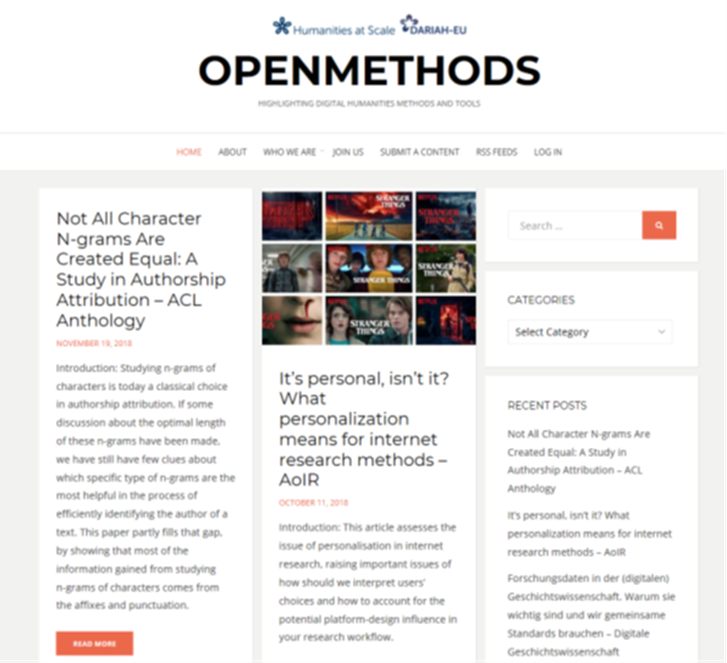 Humanities at Scale DARIAH-EU
OPENMETHODS
HIGHLIGHTING DIGITAL HUMANITIES METHODS AND TOOLS
HOME ABOUT WHO WE ARE JOIN US SUBMIT A CONTENT RSS FEEDS LOG IN
Not All Character
N-grams Are
Created Equal: A
Study in Authorship
Attribution – ACL
Anthology
NOVEMBER 19, 2018
Introduction: Studying n-grams of
characters is today a classical choice
in authorship attribution. If some
discussion about the optimal length
of these n-grams have been made,
we have still have few clues about
which specific type of n-grams are the
most helpful in the process of
efficiently identifying the author of a
text. This paper partly fills that gap,
by showing that most of the
information gained from studying
n-grams of characters comes from
the affixes and punctuation.
READ MORE
STRANGER
THINGS
STRANGER
THINGS
STRANGER
THINGS
STRANGER THINGS
STRANGER
THINGS
It's personal, isn't it?
What
personalization
means for internet
research methods –
AoIR
OCTOBER 11, 2018
Introduction: This article assesses the
issue of personalisation in internet
research, raising important issues of
how should we interpret users'
choices and how to account for the
potential platform-design influence in
your research workflow.
Search ...
CATEGORIES
Select Category
RECENT POSTS
Not All Character N-grams Are
Created Equal: A Study in
Authorship Attribution – ACL
Anthology
It's personal, isn't it? What
personalization means for internet
research methods – AoIR
Forschungsdaten in der (digitalen)
Geschichtswissenschaft. Warum sie
wichtig sind und wir gemeinsame
Standards brauchen – Digitale
Geschichtswissenschaft